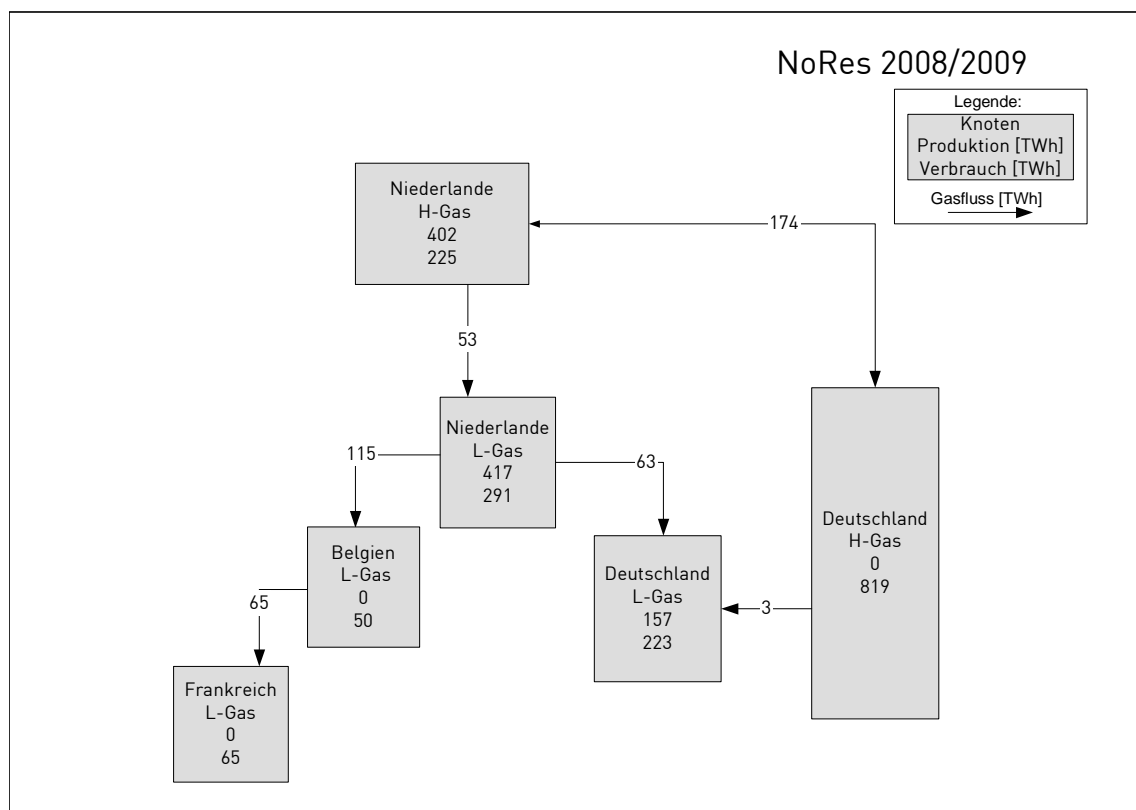 NoRes 2008/2009
Legende:
Knoten
Produktion [TWh]
Verbrauch [TWh]
Gasfluss [TWh]
Niederlande
H-Gas
402
225
174
53
Niederlande
L-Gas
417
291
115
63
Deutschland
H-Gas
0
819
Belgien
L-Gas
0
50
Deutschland
L-Gas
157
223
3
65
Frankreich
L-Gas
0
65